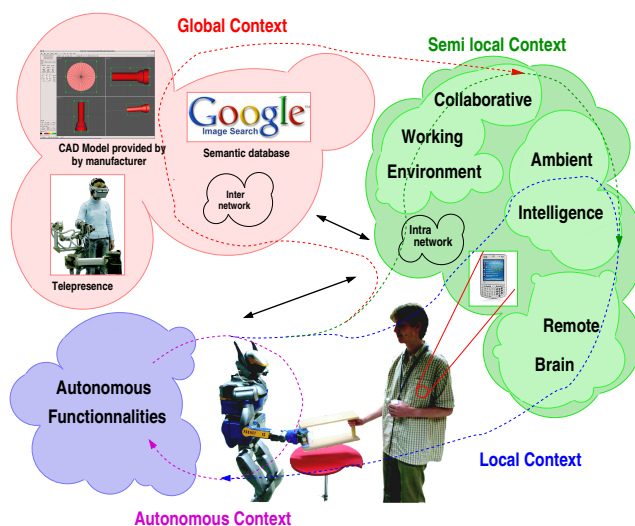 Global Context
Semi local Context
CAD Model provided by
by manufacturer
Google™
Image Search
Semantic database
Inter
network
Telepresence
Collaborative
Working
Environment
Ambient
Intelligence
Intra
network
Remote
Brain
Autonomous
Functionnalities
Local Context
Autonomous Context